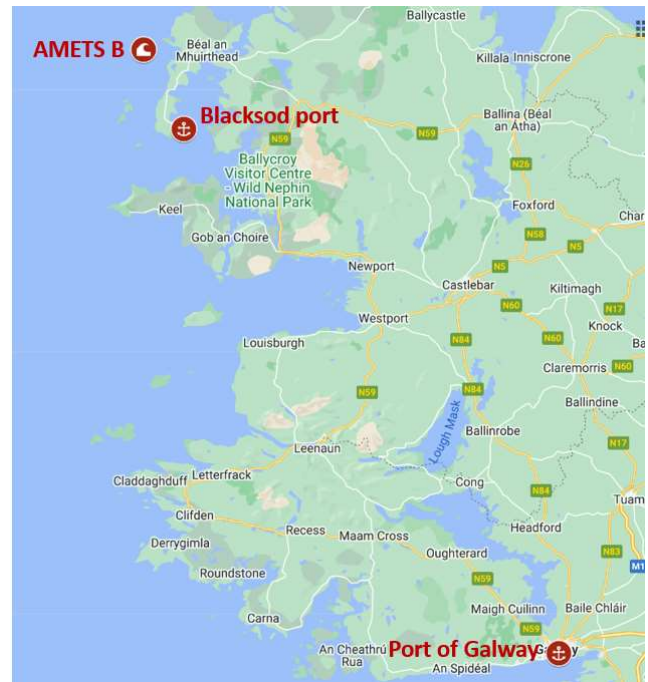 Ballycastle
AMETS B
Béal an
Mhuirthead
Killala
Inniscrone
Blacksod port
Ballina (Béal
an Átha)
N59
N59
Ballycroy
Visitor Centre
- Wild Nephin
National Park
N26
Keel
Foxford
Gob an Choire
N58
N5
Newport
N5
Castlebar
Kiltimagh
N60
N17
Westport
Knock
Louisburgh
N84
N60
Claremorris
N59
N84
Ballindine
Lough Mask
Ballinrobe
N17
Leenaun
Letterfrack
Cong
Claddaghduff
N84
Clifden
Headford
Recess
Maam Cross
Derrygimla
Oughterard
N83
Roundstone
N59
Carna
Maigh Cuilinn
Baile Chláir
N59
Port of Galway
An Cheathrú
Rua
An Spidéal